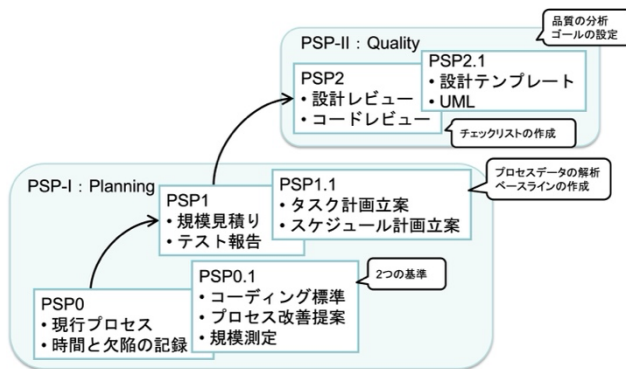 品質の分析
ゴールの設定
PSP-II：Quality
PSP2
• 設計レビュー
• コードレビュー
PSP2.1
• 設計テンプレート
• UML
チェックリストの作成
PSP-I：Planning
PSP1
• 規模見積り
• テスト報告
PSP1.1
• タスク計画立案
• スケジュール計画立案
プロセスデータの解析
ベースラインの作成
PSP0
• 現行プロセス
• 時間と欠陥の記録
PSP0.1
• コーディング標準
• プロセス改善提案
• 規模測定
2つの基準